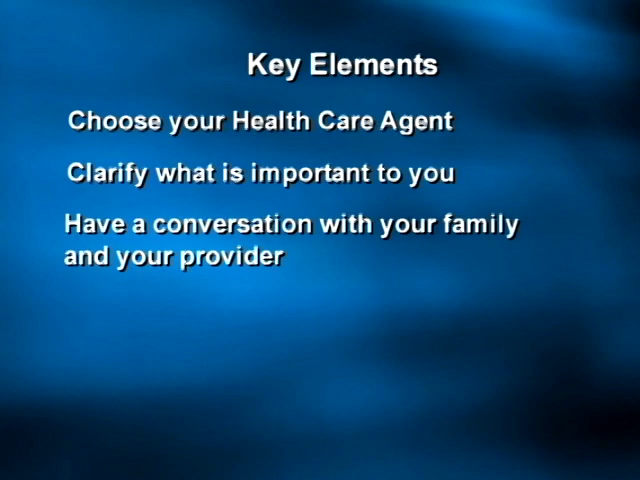 Key Elements
Choose your Health Care Agent
Clarify what is important to you
Have a conversation with your family
and your provider